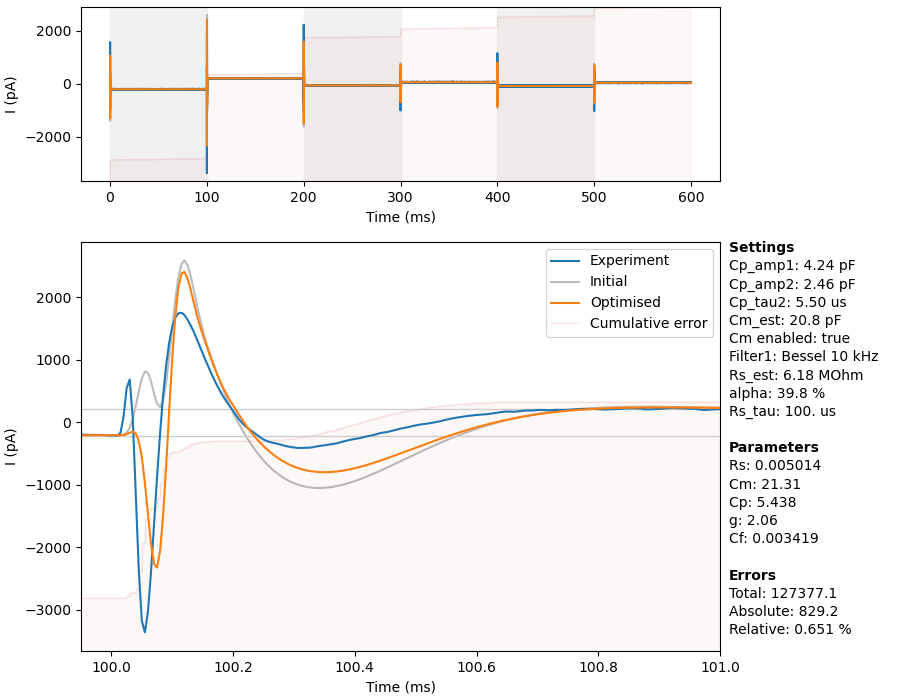 2000
0
−2000
I (pA)
0 100 200 300 400 500 600
Time (ms)
2000
1000
0
−1000
−2000
−3000
I (pA)
100.0 100.2 100.4 100.6 100.8 101.0
Time (ms)
Experiment
Initial
Optimised
Cumulative error
Settings
Cp_amp1: 4.24 pF
Cp_amp2: 2.46 pF
Cp_tau2: 5.50 us
Cm_est: 20.8 pF
Cm enabled: true
Filter1: Bessel 10 kHz
Rs_est: 6.18 MOhm
alpha: 39.8 %
Rs_tau: 100. us
Parameters
Rs: 0.005014
Cm: 21.31
Cp: 5.438
g: 2.06
Cf: 0.003419
Errors
Total: 127377.1
Absolute: 829.2
Relative: 0.651 %